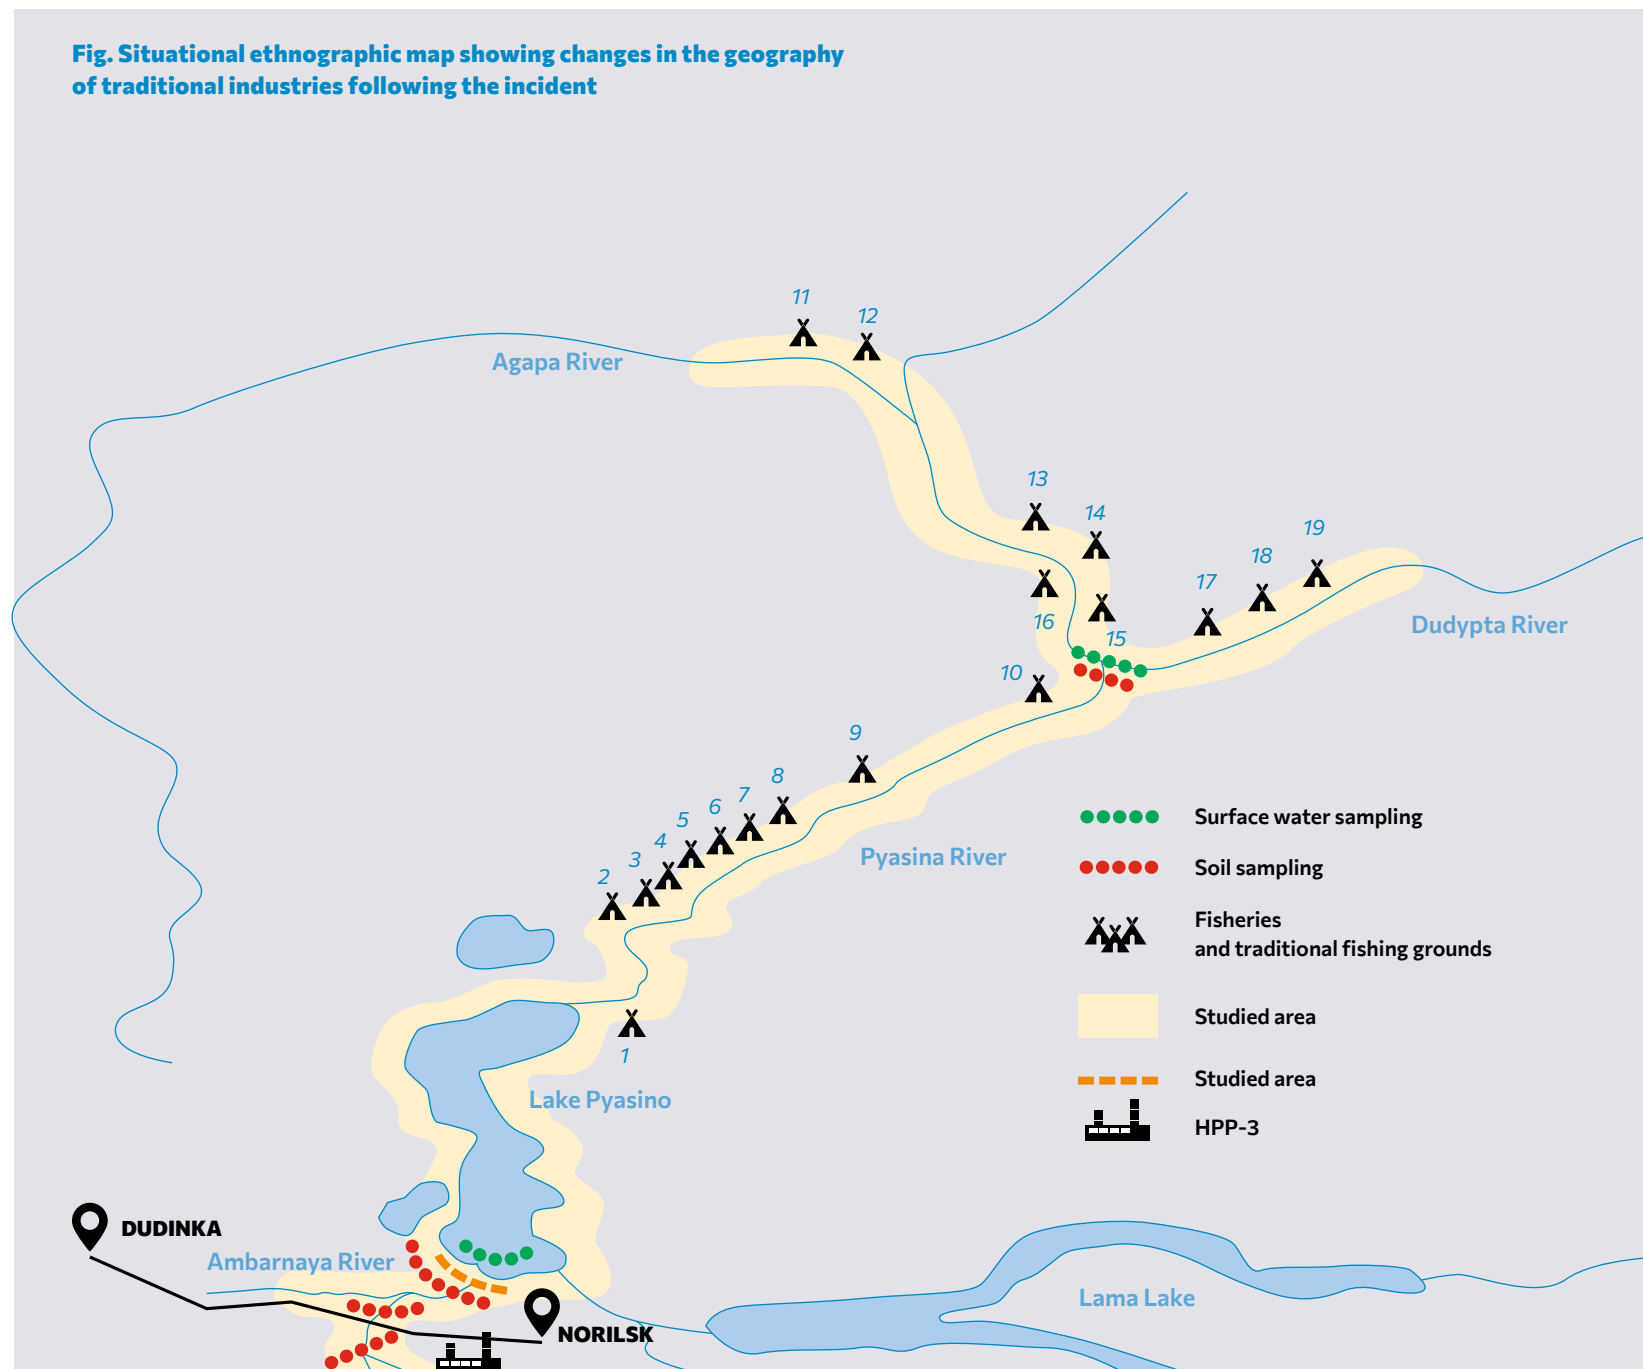 Fig. Situational ethnographic map showing changes in the geography
of traditional industries following the incident
11
12
Agapa River
13
14
19
18
17
16
15
Dudypta River
10
9
8
7
6
5
4
3
2
Surface water sampling
Pyasina River
Soil sampling
Fisheries
and traditional fishing grounds
Studied area
1
Studied area
Lake Pyasino
HPP-3
DUDINKA
Ambarnaya River
Lama Lake
NORILSK